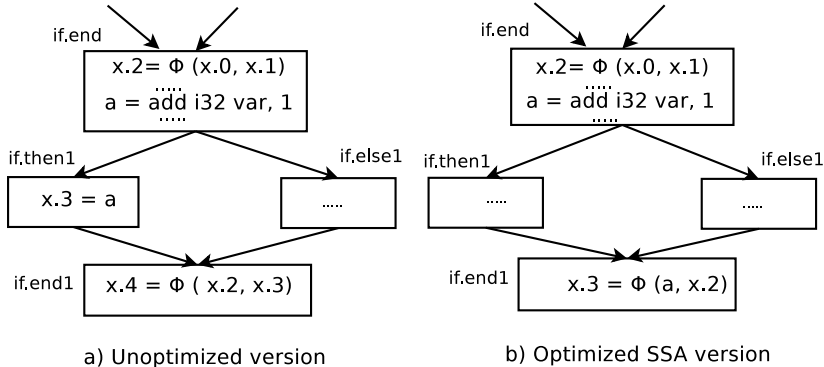 if.end
x.2= Φ (x.0, x.1)
.....
a = add i32 var, 1
.....
if.then1
x.3 = a
if.else1
.....
if.end1
x.4 = Φ ( x.2, x.3)
a) Unoptimized version
if.end
x.2= Φ (x.0, x.1)
.....
a = add i32 var, 1
.....
if.then1
.....
if.else1
.....
if.end1
x.3 = Φ (a, x.2)
b) Optimized SSA version